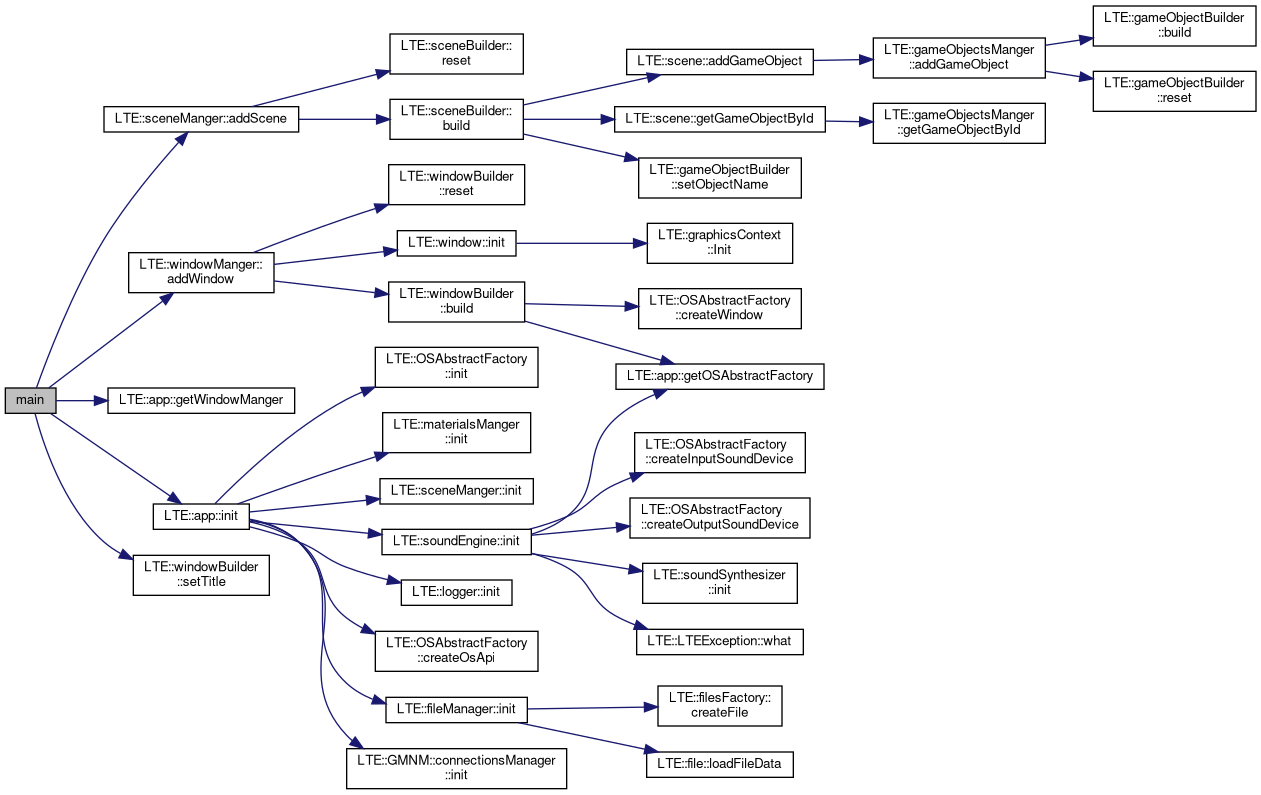 main
LTE::sceneManger::addScene
LTE::windowManger::
addWindow
LTE::app::getWindowManger
LTE::app::init
LTE::windowBuilder
::setTitle
LTE::sceneBuilder::
reset
LTE::sceneBuilder::
build
LTE::windowBuilder
::reset
LTE::window::init
LTE::windowBuilder
::build
LTE::OSAbstractFactory
::init
LTE::materialsManger
::init
LTE::sceneManger::init
LTE::soundEngine::init
LTE::logger::init
LTE::OSAbstractFactory
::createOsApi
LTE::fileManager::init
LTE::GMNM::connectionsManager
::init
LTE::scene::addGameObject
LTE::scene::getGameObjectById
LTE::gameObjectBuilder
::setObjectName
LTE::graphicsContext
::Init
LTE::OSAbstractFactory
::createWindow
LTE::app::getOSAbstractFactory
LTE::OSAbstractFactory
::createInputSoundDevice
LTE::OSAbstractFactory
::createOutputSoundDevice
LTE::soundSynthesizer
::init
LTE::LTEException::what
LTE::filesFactory::
createFile
LTE::file::loadFileData
LTE::gameObjectsManger
::addGameObject
LTE::gameObjectsManger
::getGameObjectById
LTE::gameObjectBuilder
::build
LTE::gameObjectBuilder
::reset